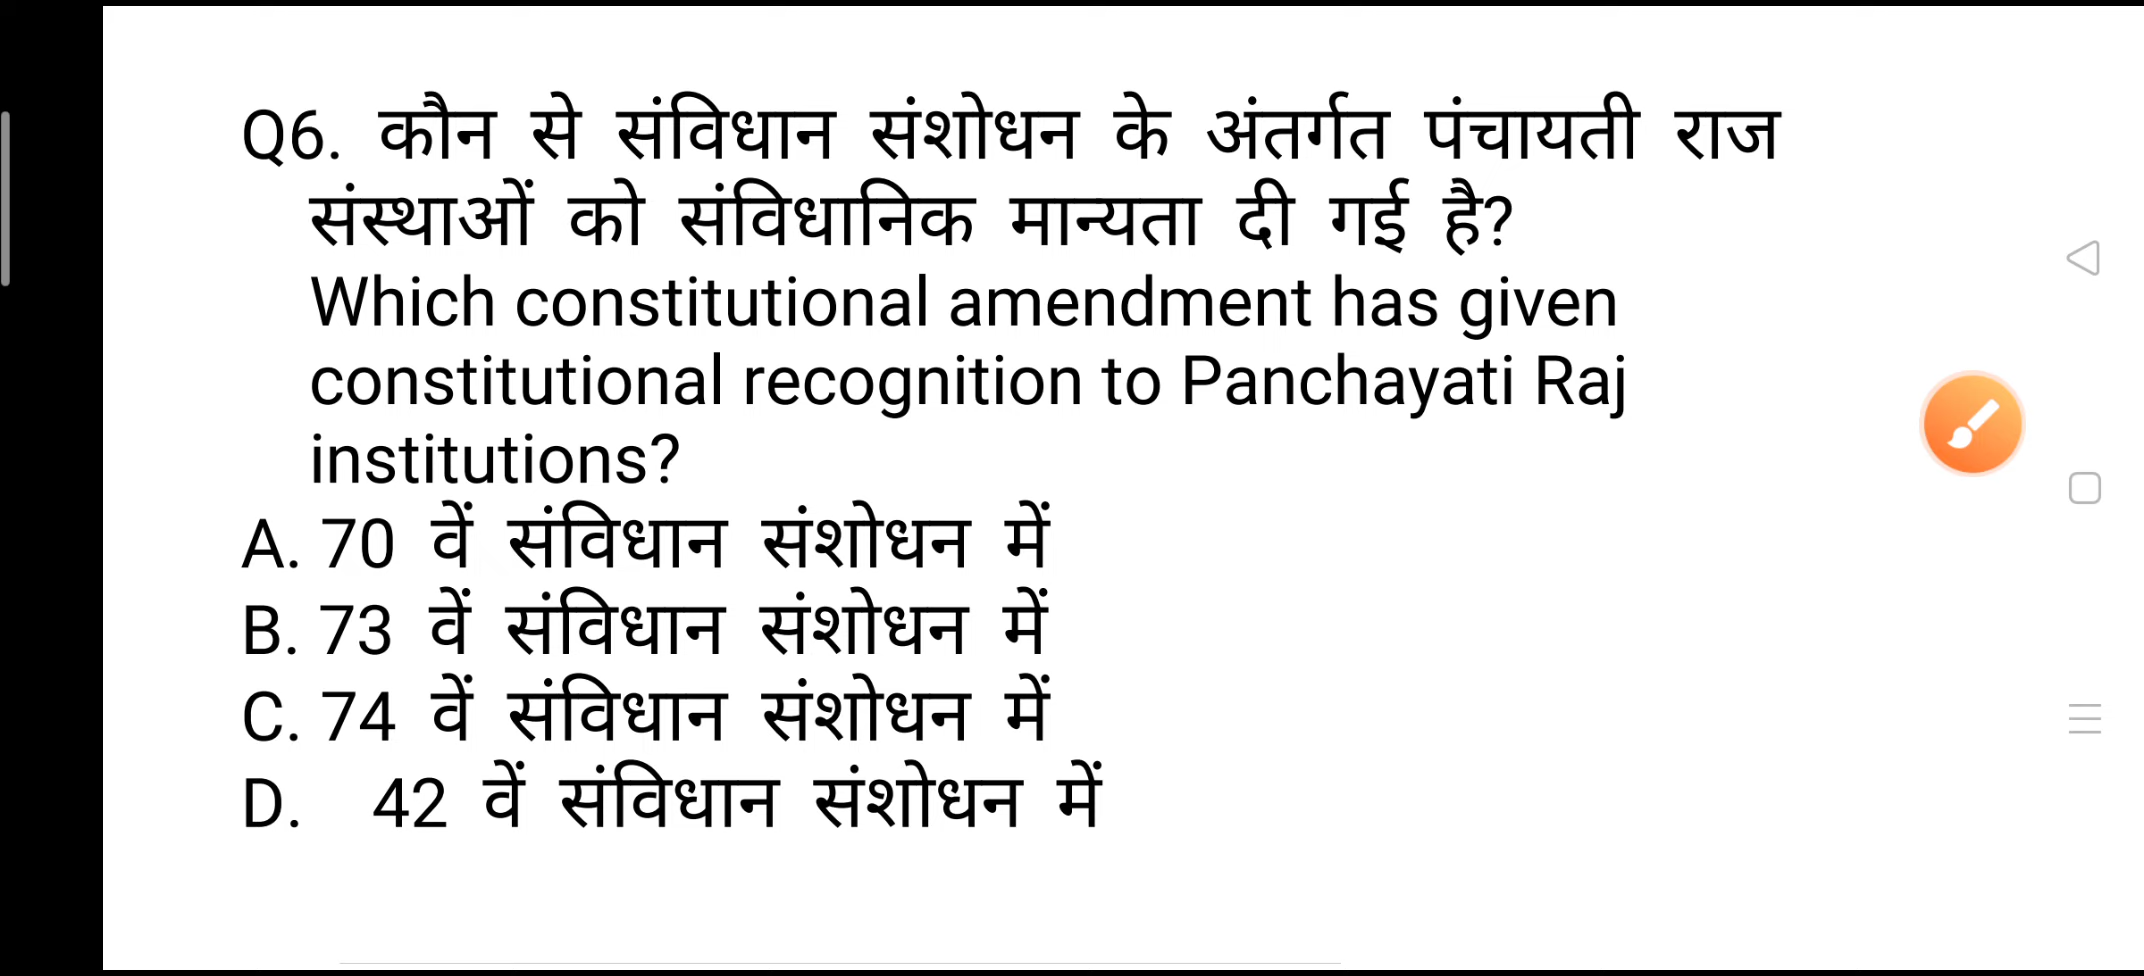 Q6. कौन से संविधान संशोधन के अंतर्गत पंचायती राज
संस्थाओं को संविधानिक मान्यता दी गई है?
Which constitutional amendment has given
constitutional recognition to Panchayati Raj
institutions?
A. 70 वें संविधान संशोधन में
B. 73 वें संविधान संशोधन में
C. 74 वें संविधान संशोधन में
D. 42 वें संविधान संशोधन में